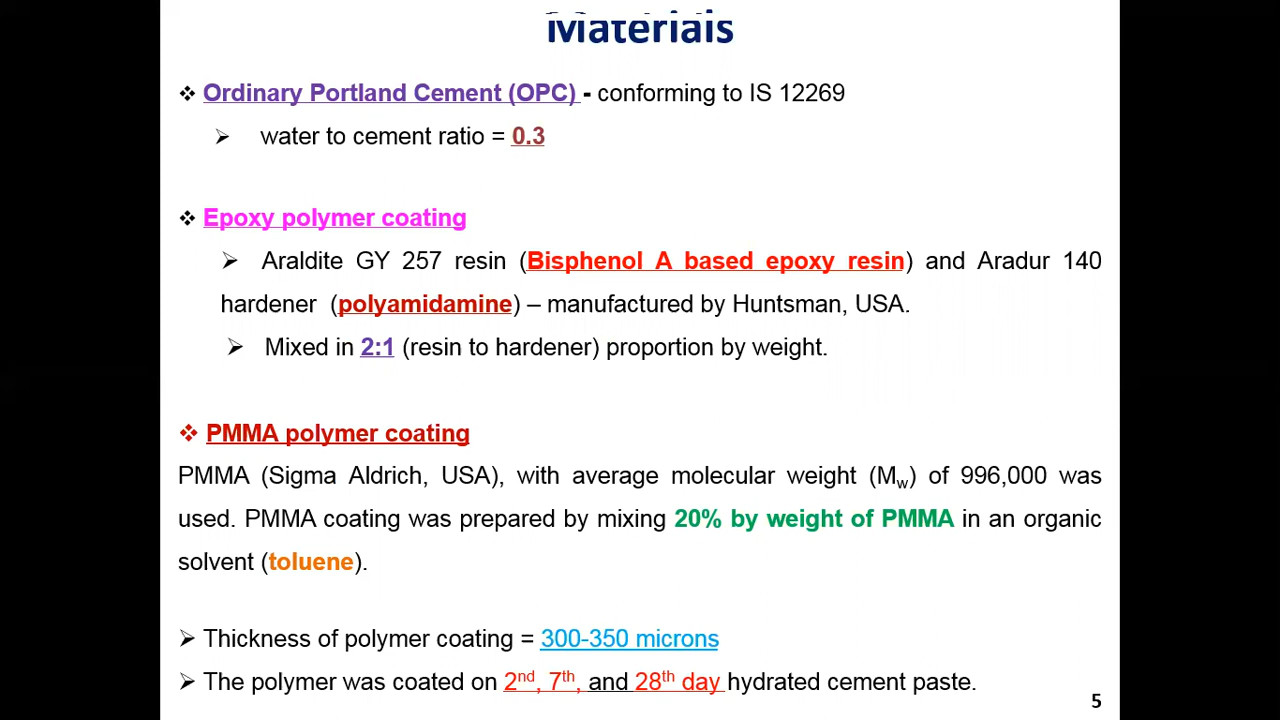 Materials
❖ Ordinary Portland Cement (OPC) - conforming to IS 12269
➢ water to cement ratio = 0.3
❖ Epoxy polymer coating
➢ Araldite GY 257 resin (Bisphenol A based epoxy resin) and Aradur 140
hardener (polyamidamine) – manufactured by Huntsman, USA.
➢ Mixed in 2:1 (resin to hardener) proportion by weight.
❖ PMMA polymer coating
PMMA (Sigma Aldrich, USA), with average molecular weight (Mw) of 996,000 was
used. PMMA coating was prepared by mixing 20% by weight of PMMA in an organic
solvent (toluene).
➢ Thickness of polymer coating = 300-350 microns
➢ The polymer was coated on 2nd, 7th, and 28th day hydrated cement paste.
5